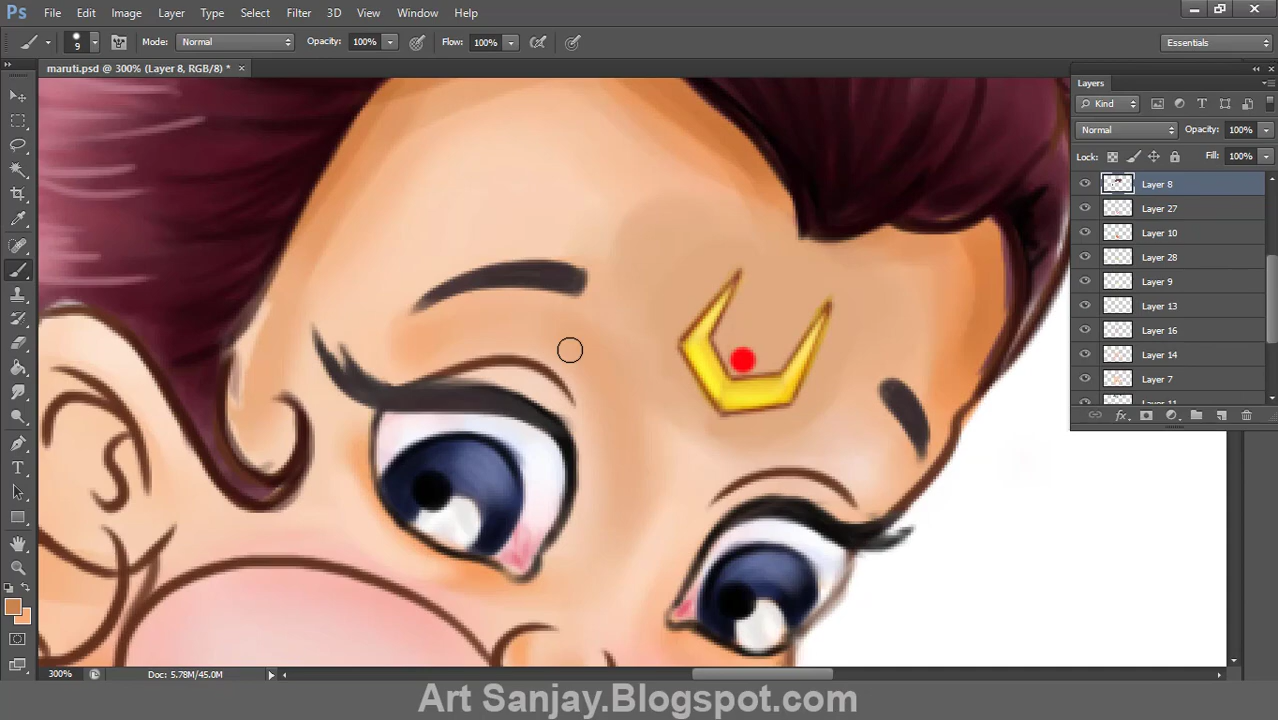 Ps File Edit Image Layer Type Select Filter 3D View Window Help
9 Mode: Normal Opacity: 100% Flow: 100% Essentials
maruti.psd @ 300% (Layer 8, RGB/8) * ×
Layers
Kind
Normal Opacity: 100%
Lock: Fill: 100%
Layer 8
Layer 27
Layer 10
Layer 28
Layer 9
Layer 13
Layer 16
Layer 14
Layer 7
Layer 11
fx
300% Doc: 5.78M/45.0M
Art Sanjay.Blogspot.com